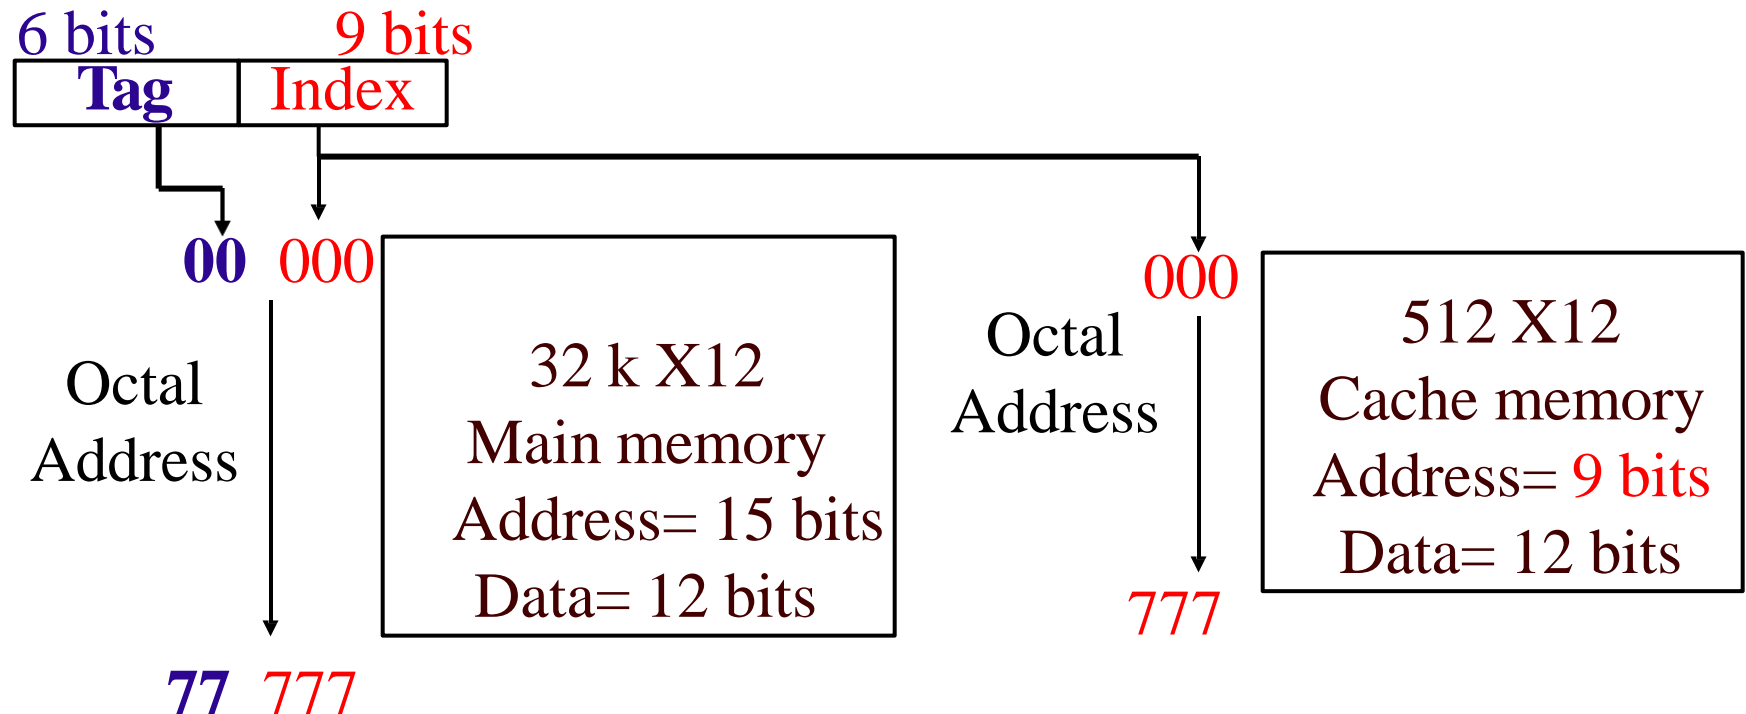 6 bits 9 bits
Tag Index
00 000
Octal
Address
77 777
32 k X12
Main memory
Address= 15 bits
Data= 12 bits
000
Octal
Address
777
512 X12
Cache memory
Address= 9 bits
Data= 12 bits